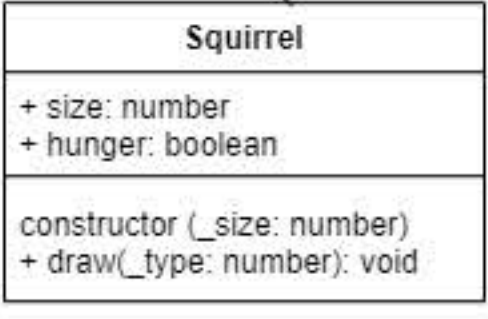 Squirrel
+ size: number
+ hunger: boolean
constructor (_size: number)
+ draw(_type: number): void